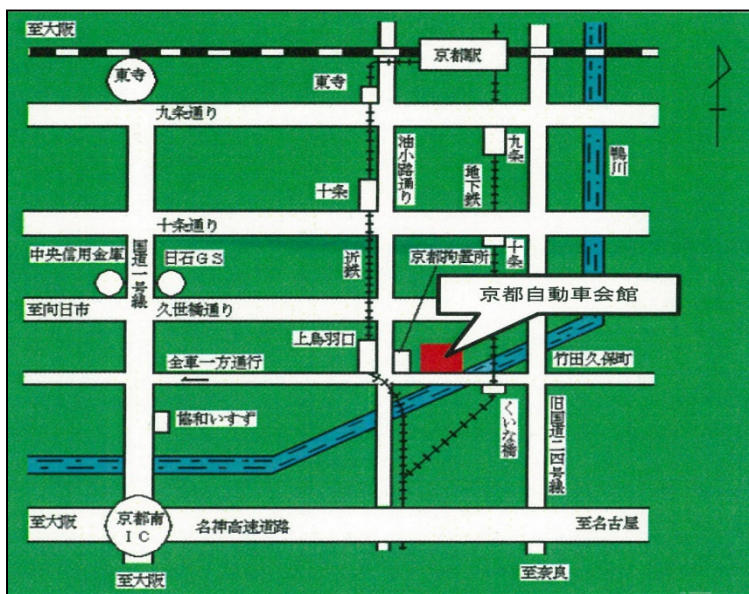 至大阪
京都駅
東寺
東寺
九条通り
油小路通り
九条
鴨川
地下鉄
十条
十条通り
国道一号線
中央信用金庫
日石GS
近鉄
京都拘置所
十条
京都自動車会館
至向日市
久世橋通り
上鳥羽口
全車一方通行
竹田久保町
協和いすず
くいな橋
旧国道二四号線
至大阪
京都南
IC
名神高速道路
至名古屋
至大阪
至奈良